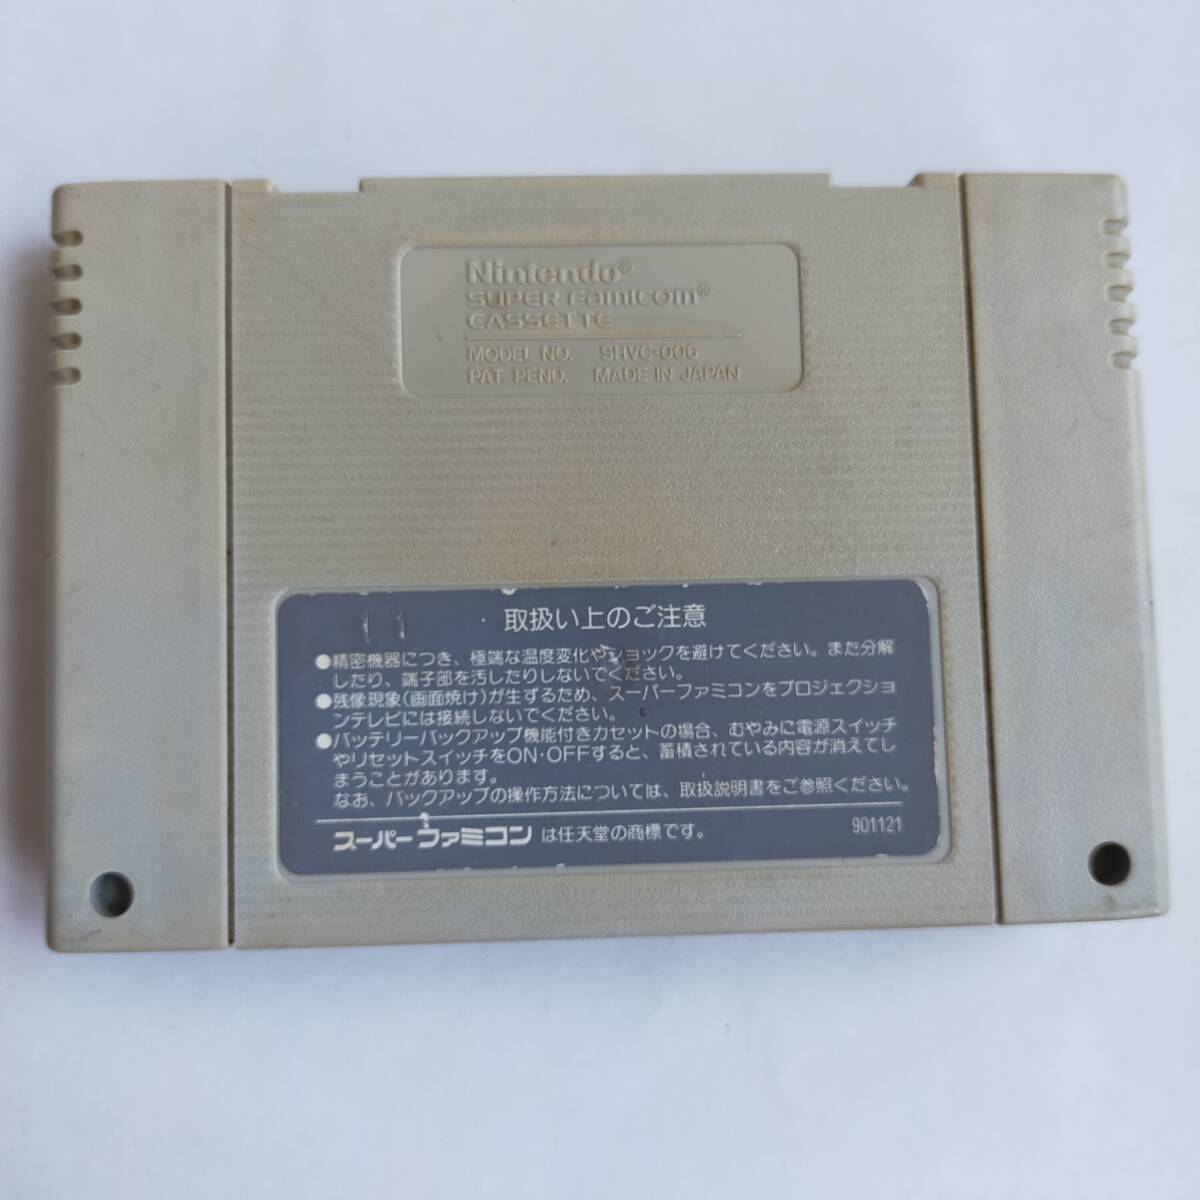 Nintendo®
SUPER Famicom®
CASSETTE
MODEL NO. SHVC-006
PAT. PEND. MADE IN JAPAN
11
取扱い上のご注意
●精密機器につき、極端な温度変化やショックを避けてください。また分解
したり、端子部を汚したりしないでください。
●残像現象(画面焼け)が生ずるため、スーパーファミコンをプロジェクショ
ンテレビには接続しないでください。
●バッテリーバックアップ機能付きカセットの場合、むやみに電源スイッチ
やリセットスイッチをON・OFFすると、蓄積されている内容が消えてし
まうことがあります。
なお、バックアップの操作方法については、取扱説明書をご参照ください。
スーパーファミコン は任天堂の商標です。 901121